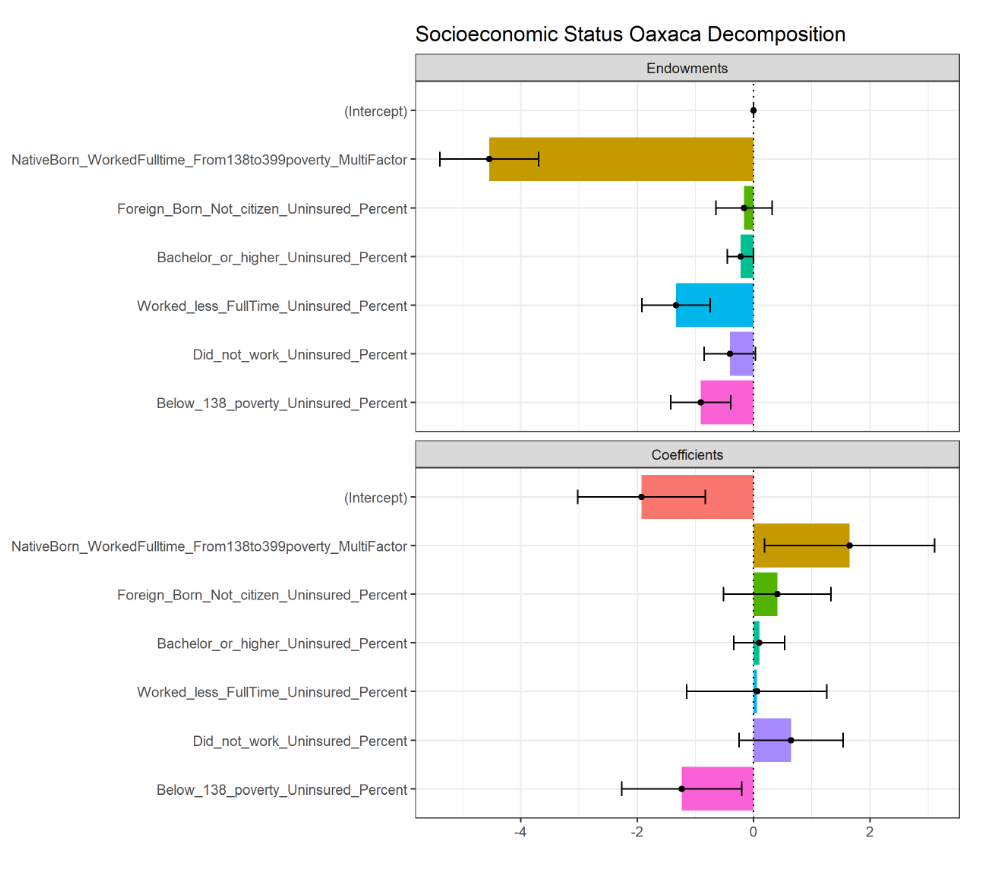 Socioeconomic Status Oaxaca Decomposition
Endowments
(Intercept)
NativeBorn_WorkedFulltime_From138to399poverty_MultiFactor
Foreign_Born_Not_citizen_Uninsured_Percent
Bachelor_or_higher_Uninsured_Percent
Worked_less_FullTime_Uninsured_Percent
Did_not_work_Uninsured_Percent
Below_138_poverty_Uninsured_Percent
Coefficients
(Intercept)
NativeBorn_WorkedFulltime_From138to399poverty_MultiFactor
Foreign_Born_Not_citizen_Uninsured_Percent
Bachelor_or_higher_Uninsured_Percent
Worked_less_FullTime_Uninsured_Percent
Did_not_work_Uninsured_Percent
Below_138_poverty_Uninsured_Percent
-4 -2 0 2